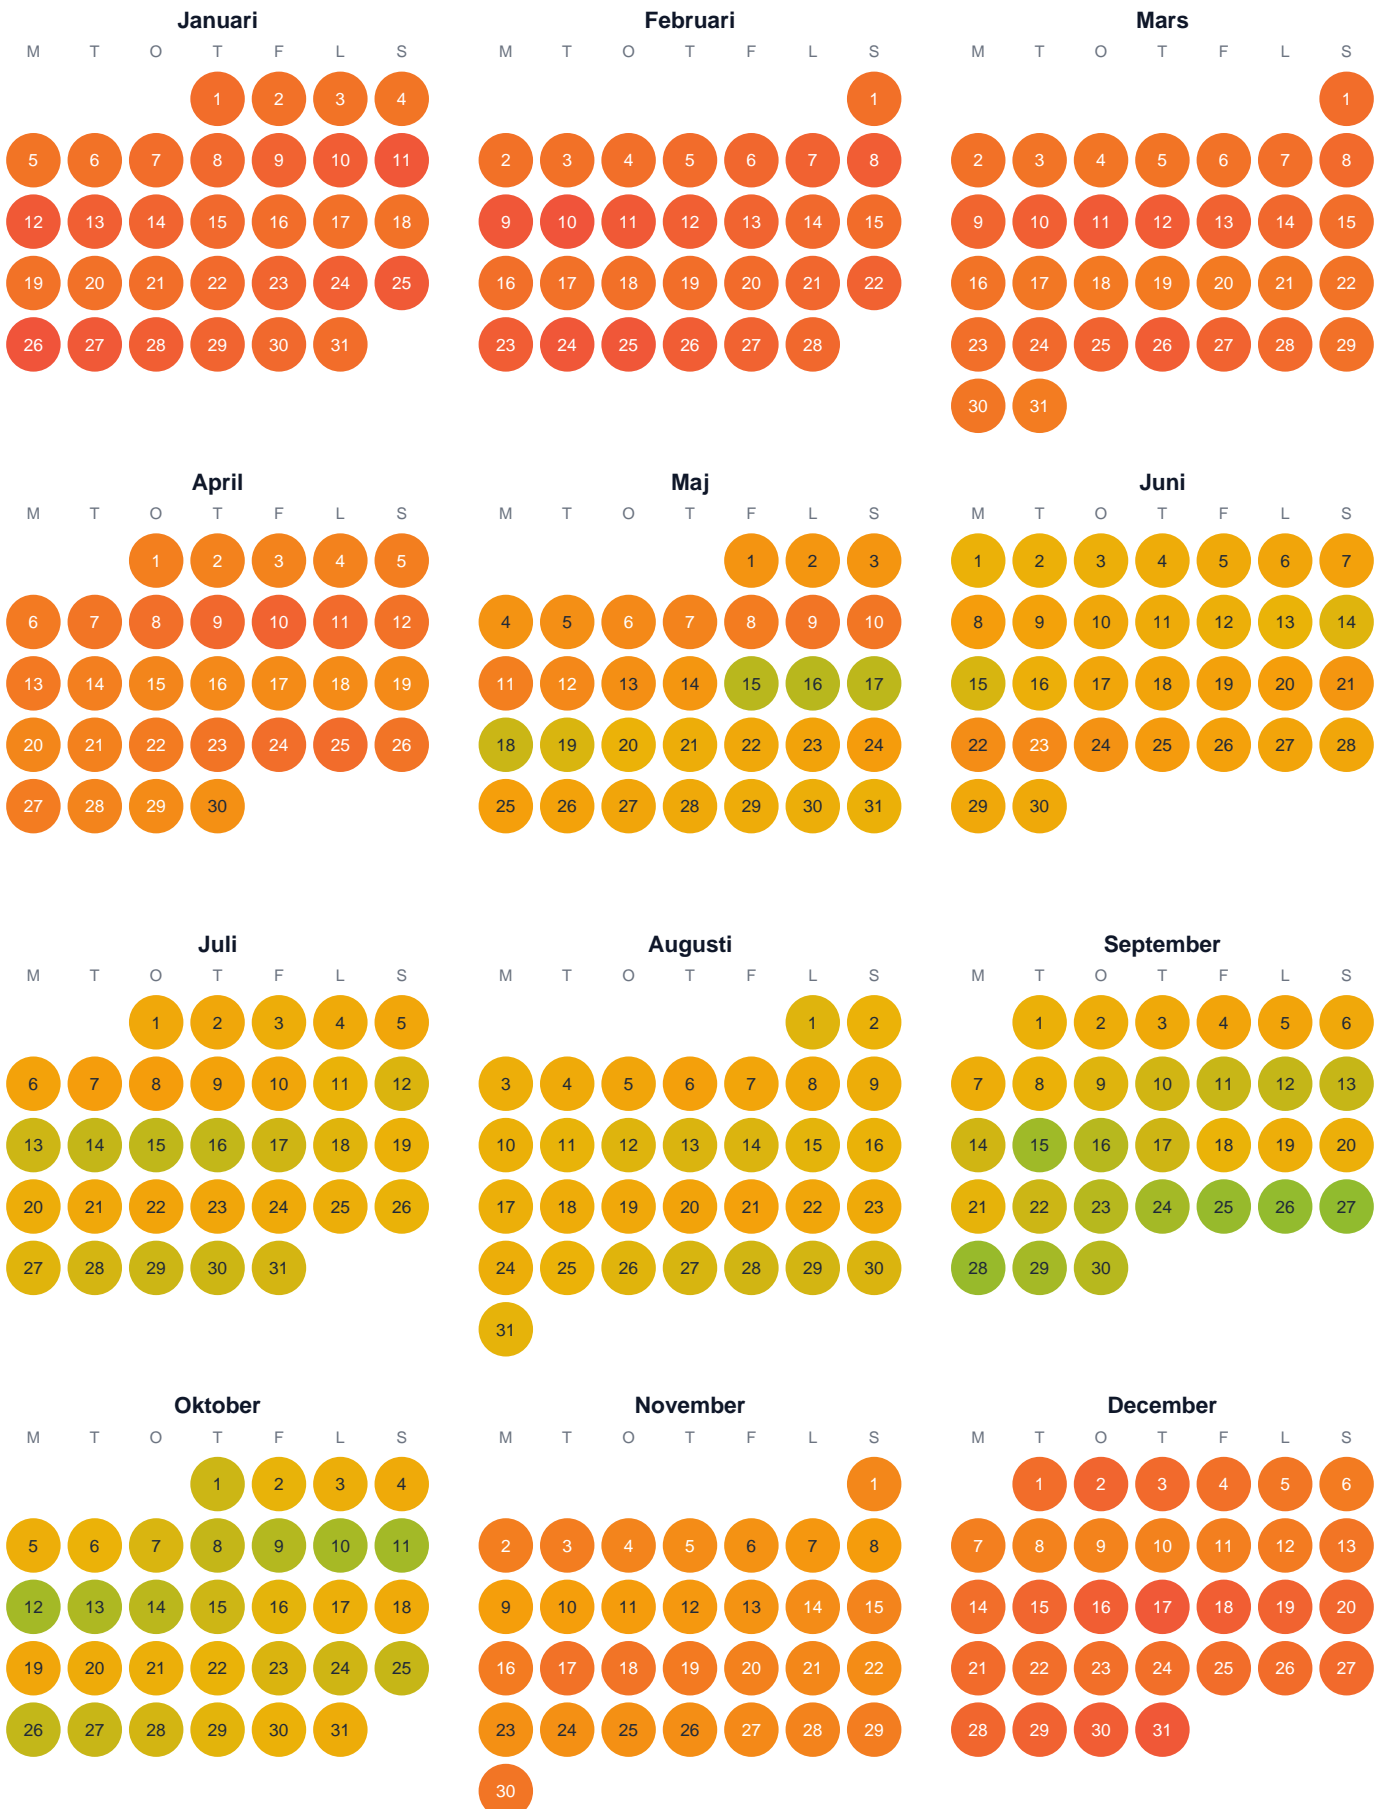 Januari Februari Mars
M T O T F L S M T O T F L S M T O T F L S
1 2 3 4 1 1
5 6 7 8 9 10 11 2 3 4 5 6 7 8 2 3 4 5 6 7 8
12 13 14 15 16 17 18 9 10 11 12 13 14 15 9 10 11 12 13 14 15
19 20 21 22 23 24 25 16 17 18 19 20 21 22 16 17 18 19 20 21 22
26 27 28 29 30 31 23 24 25 26 27 28 23 24 25 26 27 28 29
30 31
April Maj Juni
M T O T F L S M T O T F L S M T O T F L S
1 2 3 4 5 1 2 3 1 2 3 4 5 6 7
6 7 8 9 10 11 12 4 5 6 7 8 9 10 8 9 10 11 12 13 14
13 14 15 16 17 18 19 11 12 13 14 15 16 17 15 16 17 18 19 20 21
20 21 22 23 24 25 26 18 19 20 21 22 23 24 22 23 24 25 26 27 28
27 28 29 30 25 26 27 28 29 30 31 29 30
Juli Augusti September
M T O T F L S M T O T F L S M T O T F L S
1 2 3 4 5 1 2 1 2 3 4 5 6
6 7 8 9 10 11 12 3 4 5 6 7 8 9 7 8 9 10 11 12 13
13 14 15 16 17 18 19 10 11 12 13 14 15 16 14 15 16 17 18 19 20
20 21 22 23 24 25 26 17 18 19 20 21 22 23 21 22 23 24 25 26 27
27 28 29 30 31 24 25 26 27 28 29 30 28 29 30
31
Oktober November December
M T O T F L S M T O T F L S M T O T F L S
1 2 3 4 1 1 2 3 4 5 6
5 6 7 8 9 10 11 2 3 4 5 6 7 8 7 8 9 10 11 12 13
12 13 14 15 16 17 18 9 10 11 12 13 14 15 14 15 16 17 18 19 20
19 20 21 22 23 24 25 16 17 18 19 20 21 22 21 22 23 24 25 26 27
26 27 28 29 30 31 23 24 25 26 27 28 29 28 29 30 31
30